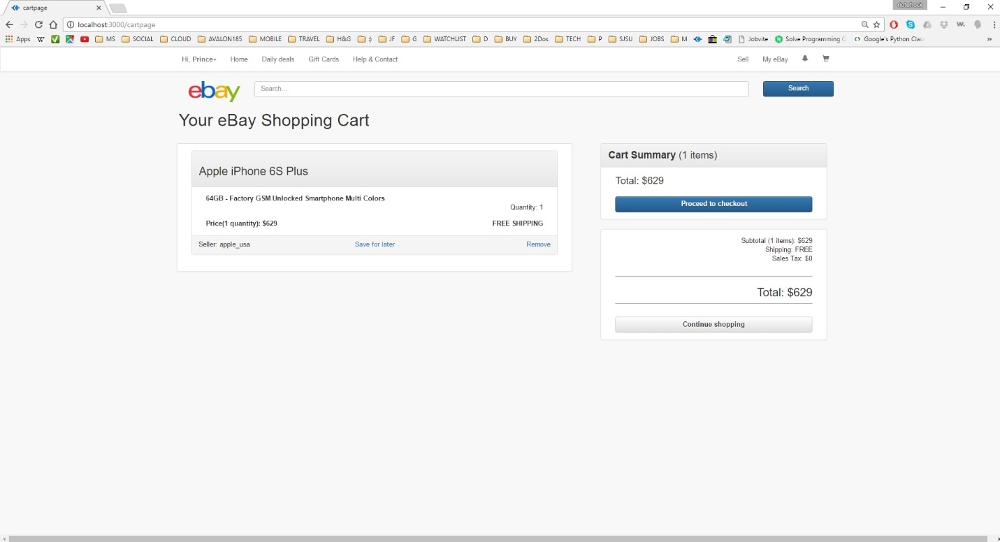 cartpage
notofrock
localhost:3000/cartpage
Apps MS SOCIAL CLOUD AVALON185 MOBILE TRAVEL H&G :) JF G WATCHLIST D BUY 2Dos TECH P SJSU JOBS M Jobvite Solve Programming C Google's Python Clas »
Hi, Prince Home Daily deals Gift Cards Help & Contact Sell My eBay
ebay Search... Search
Your eBay Shopping Cart
Apple iPhone 6S Plus
64GB - Factory GSM Unlocked Smartphone Multi Colors
Quantity: 1
Price(1 quantity): $629 FREE SHIPPING
Seller: apple_usa Save for later Remove
Cart Summary (1 items)
Total: $629
Proceed to checkout
Subtotal (1 items): $629
Shipping: FREE
Sales Tax: $0
Total: $629
Continue shopping